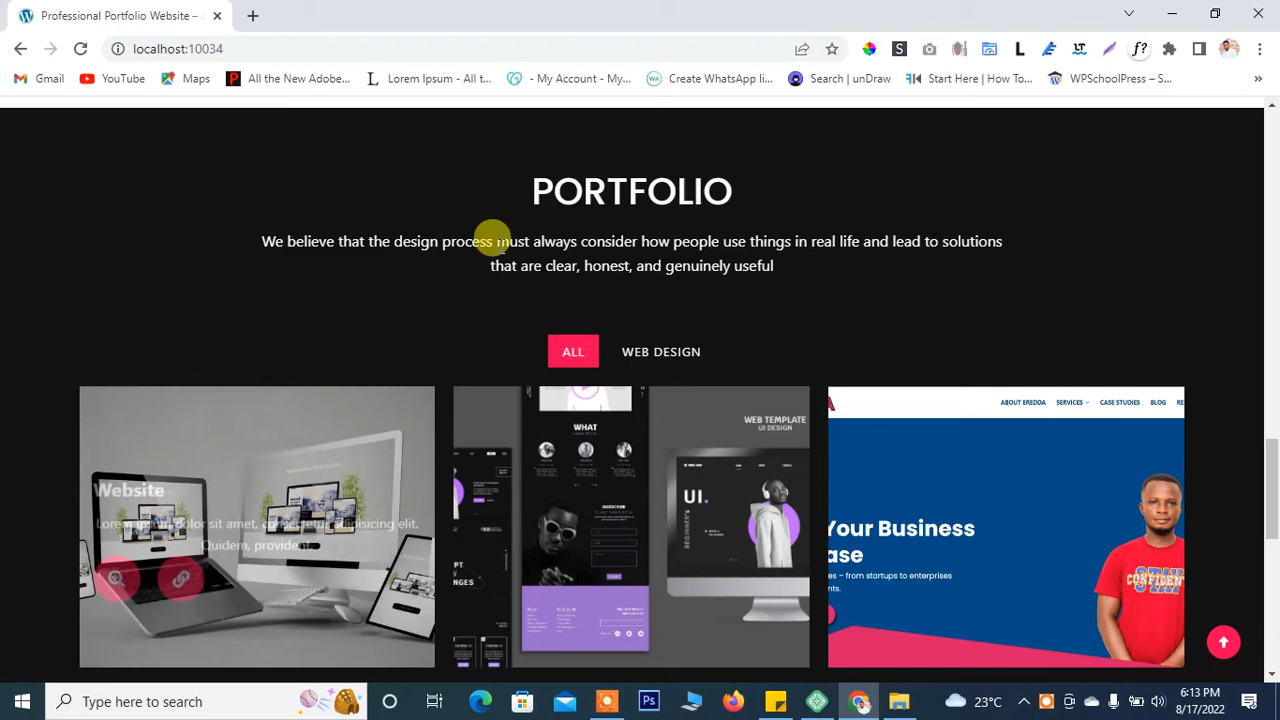 Professional Portfolio Website –
localhost:10034
Gmail
YouTube
Maps
All the New Adobe...
Lorem Ipsum - All t...
- My Account - My...
Create WhatsApp li...
Search | unDraw
Start Here | How To...
WPSchoolPress – S...
PORTFOLIO
We believe that the design process must always consider how people use things in real life and lead to solutions
that are clear, honest, and genuinely useful
ALL
WEB DESIGN
Website
Lorem ipsum dolor sit amet, consectetur adipisicing elit.
Quidem, provident.
WHAT
WEB TEMPLATE
UI DESIGN
UI.
BEGINNERS
A
ABOUT EREDDA
SERVICES
CASE STUDIES
BLOG
RE
Your Business
ase
es – from startups to enterprises
nts.
CONFIDENT
Type here to search
23°C
6:13 PM
8/17/2022